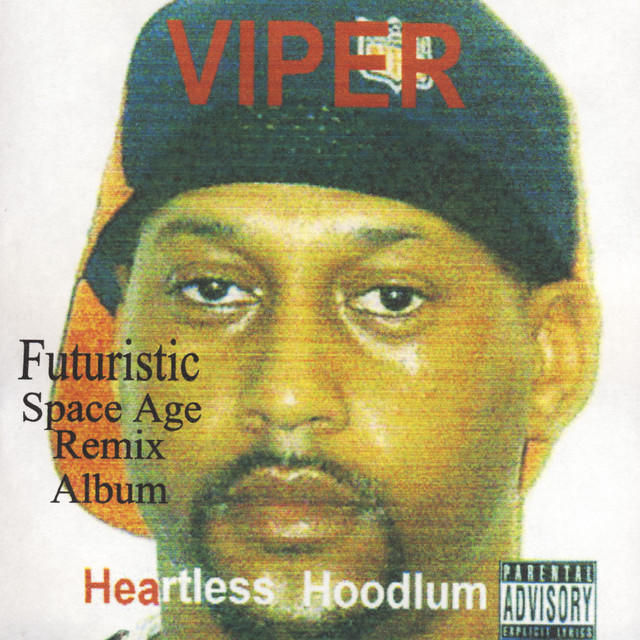 VIPER
Futuristic
Space Age
Remix
Album
Heartless Hoodlum
PARENTAL
ADVISORY
EXPLICIT LYRICS